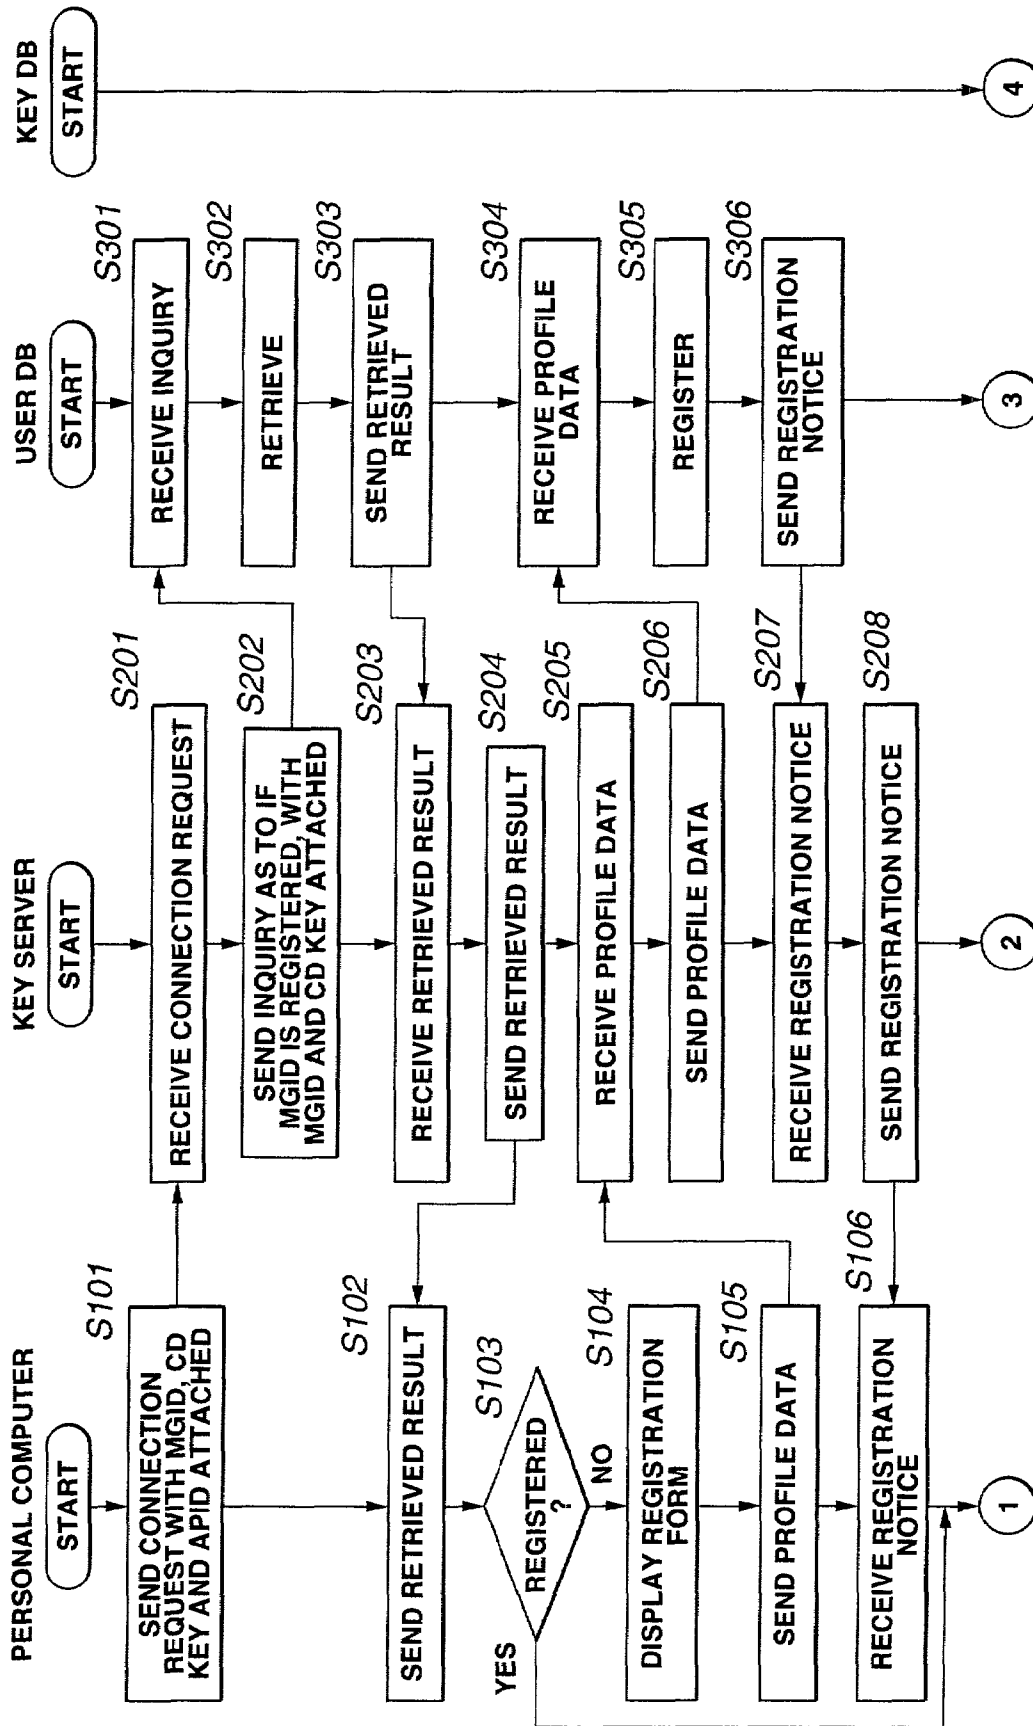 PERSONAL COMPUTER
START
S101
SEND CONNECTION
REQUEST WITH MGID, CD
KEY AND APID ATTACHED
S102
SEND RETRIEVED RESULT
S103
REGISTERED
?
YES
NO
S104
DISPLAY REGISTRATION
FORM
S105
SEND PROFILE DATA
S106
RECEIVE REGISTRATION
NOTICE
1
KEY SERVER
START
S201
RECEIVE CONNECTION REQUEST
S202
SEND INQUIRY AS TO IF
MGID IS REGISTERED, WITH
MGID AND CD KEY ATTACHED
S203
RECEIVE RETRIEVED RESULT
S204
SEND RETRIEVED RESULT
S205
RECEIVE PROFILE DATA
S206
SEND PROFILE DATA
S207
RECEIVE REGISTRATION NOTICE
S208
SEND REGISTRATION NOTICE
2
USER DB
START
S301
RECEIVE INQUIRY
S302
RETRIEVE
S303
SEND RETRIEVED
RESULT
S304
RECEIVE PROFILE
DATA
S305
REGISTER
S306
SEND REGISTRATION
NOTICE
3
KEY DB
START
4